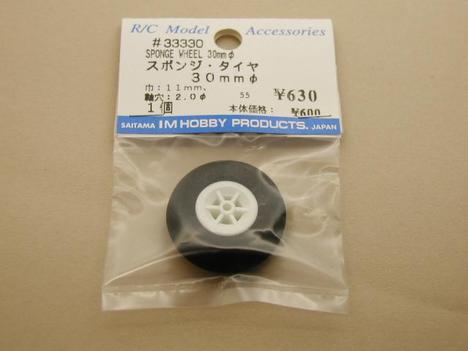 R/C Model Accessories
#33330
SPONGE WHEEL 30mmφ
スポンジ・タイヤ
30mmφ
巾:11mm、
軸穴:2.0φ
55
¥630
1個
本体価格:
¥600
SAITAMA IM HOBBY PRODUCTS. JAPAN